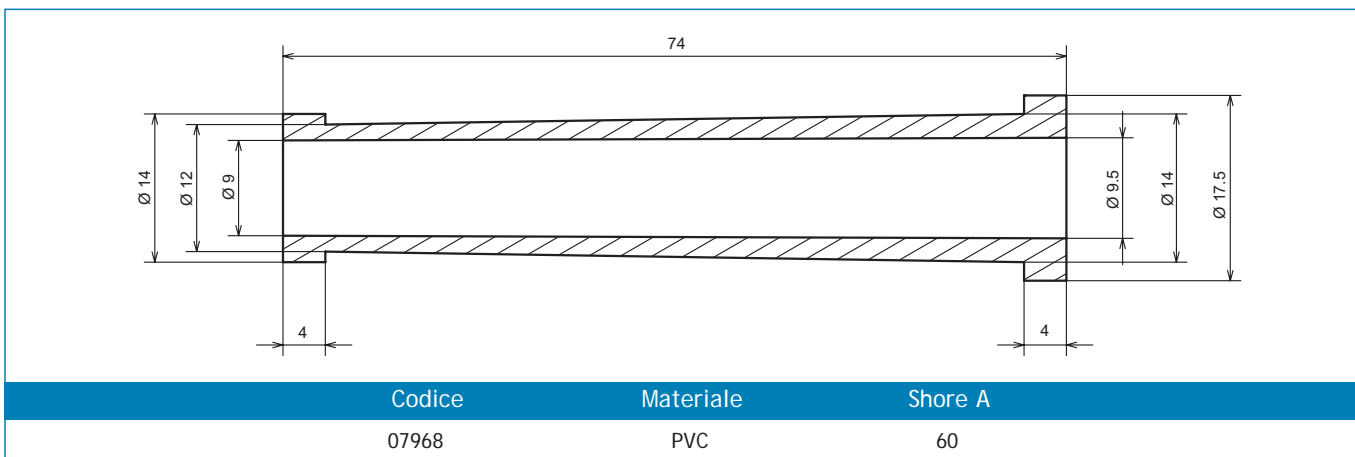 74
Ø 14
Ø 12
Ø 9
Ø 9.5
Ø 14
Ø 17.5
4
4
Codice Materiale Shore A
07968 PVC 60